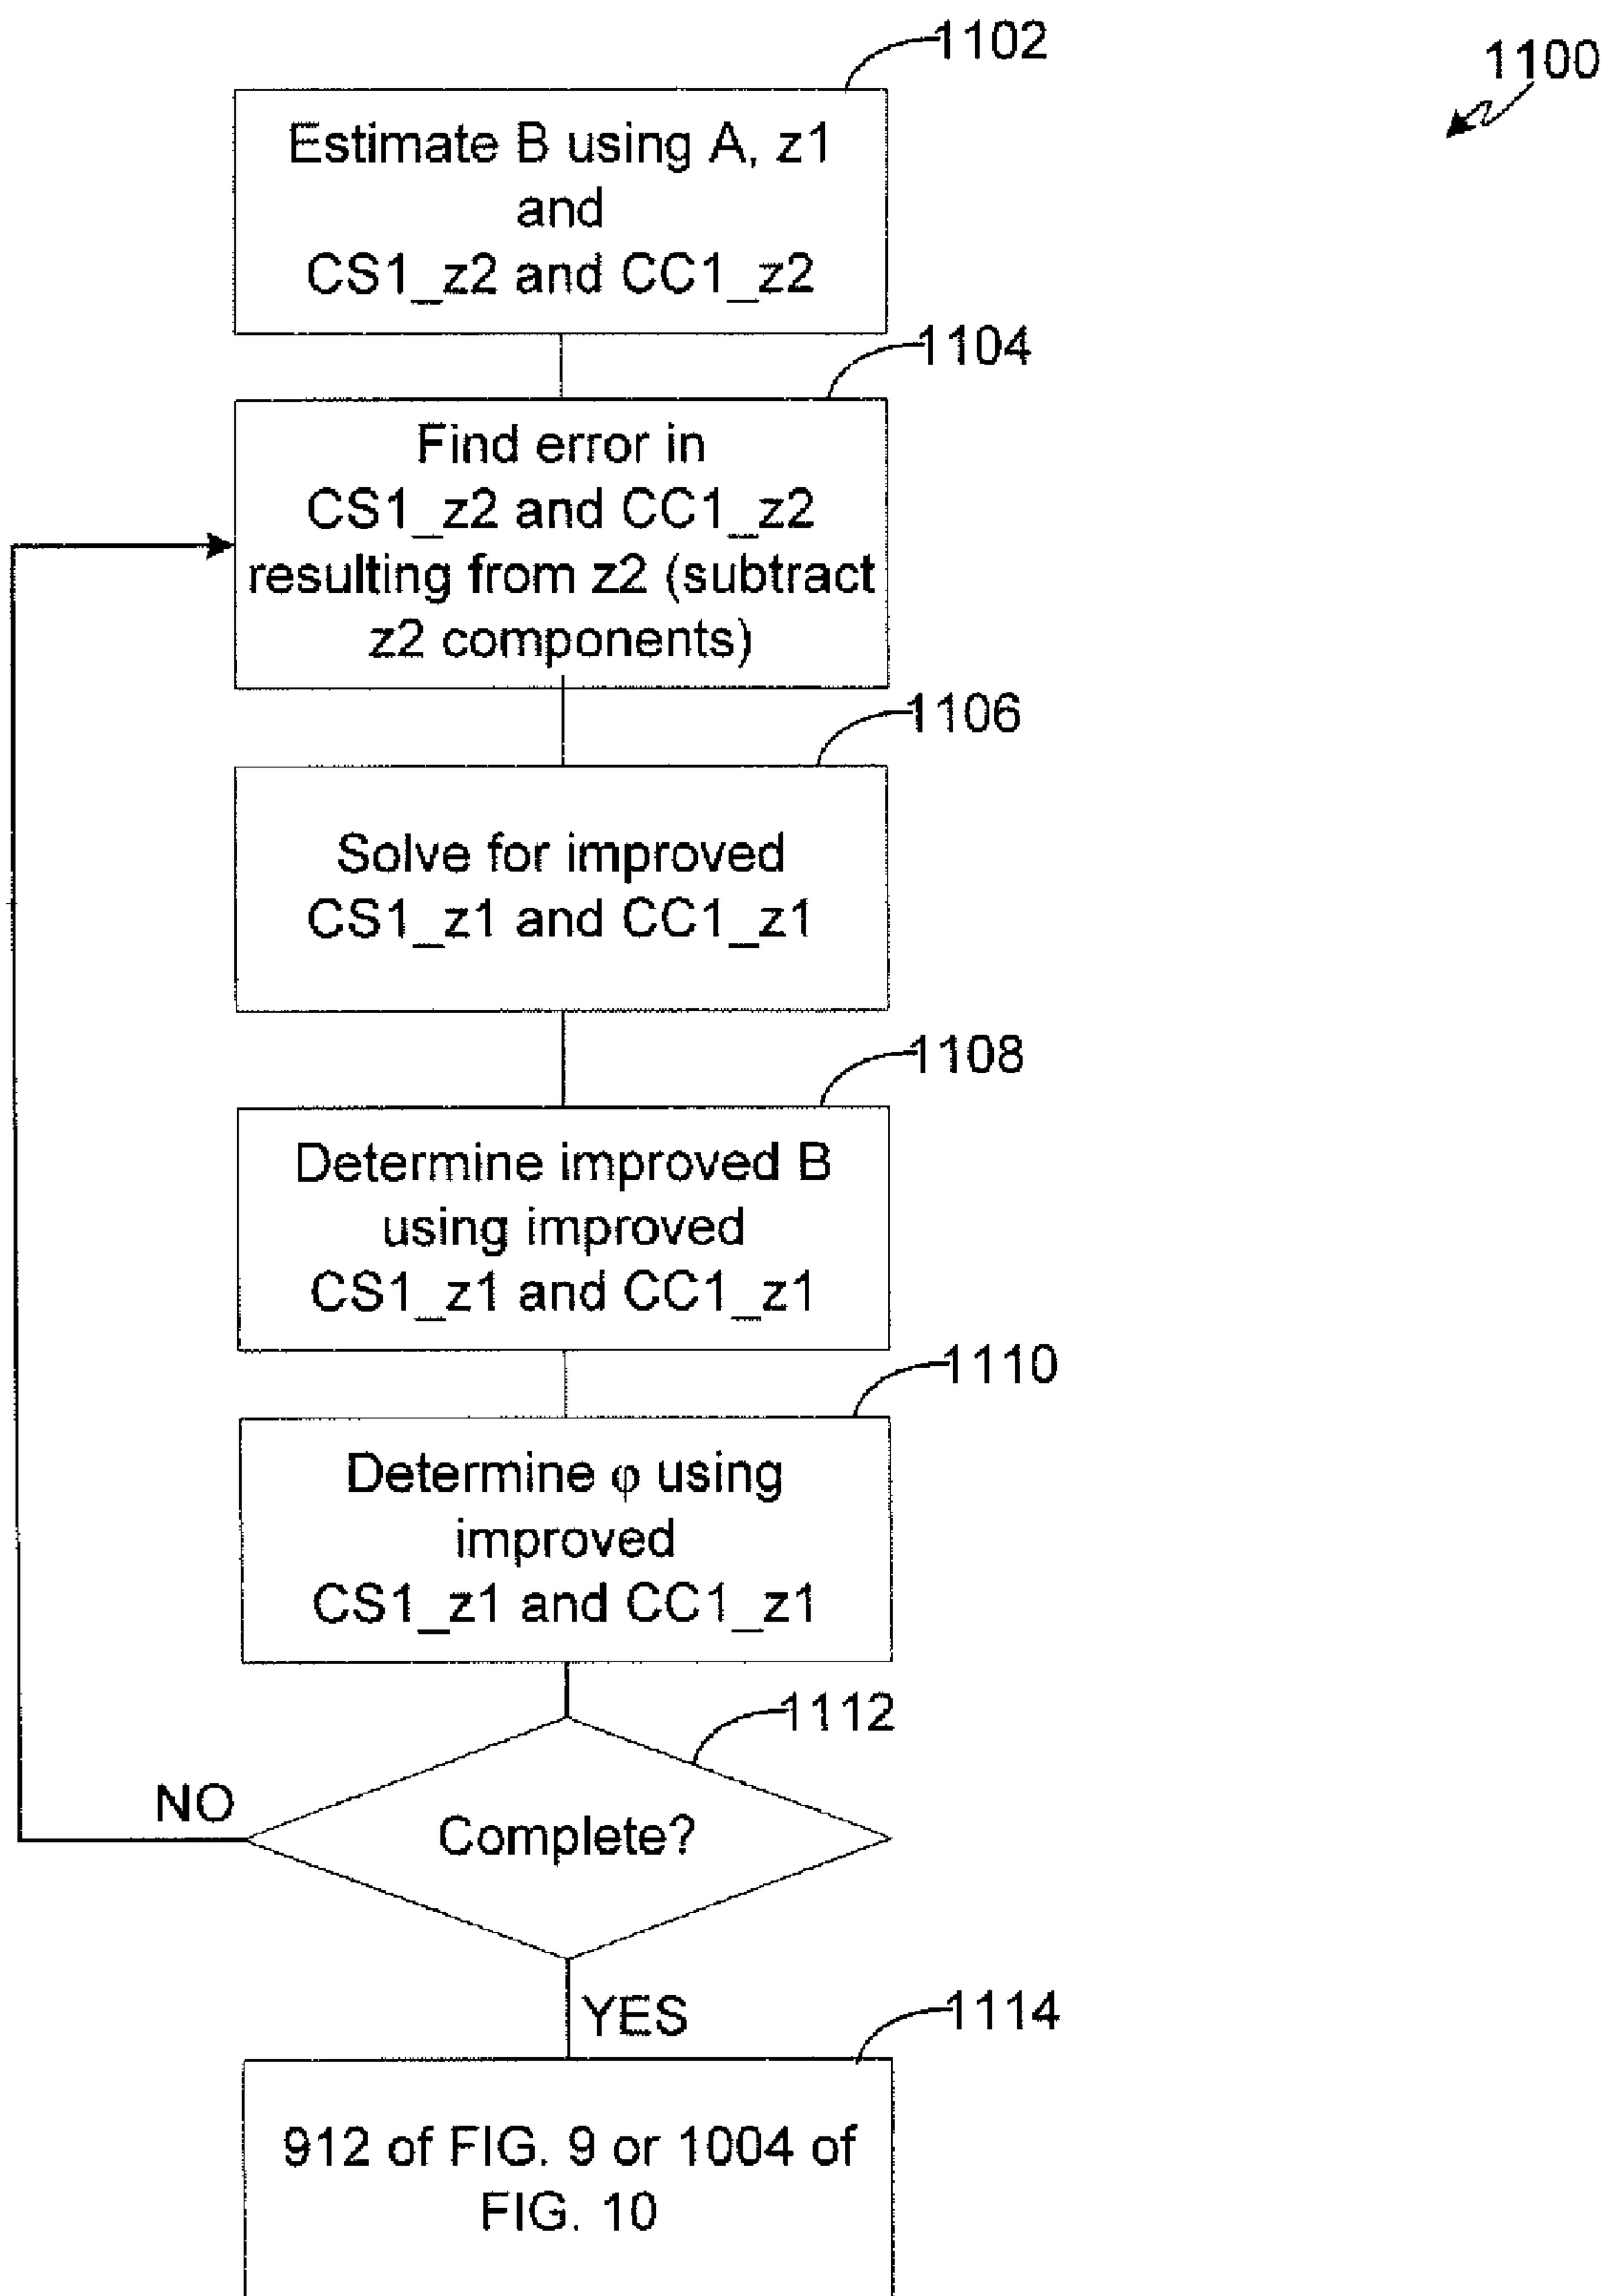 1102
1100
Estimate B using A, z1
and
CS1_z2 and CC1_z2
1104
Find error in
CS1_z2 and CC1_z2
resulting from z2 (subtract
z2 components)
1106
Solve for improved
CS1_z1 and CC1_z1
1108
Determine improved B
using improved
CS1_z1 and CC1_z1
1110
Determine φ using
improved
CS1_z1 and CC1_z1
1112
NO
Complete?
YES
1114
912 of FIG. 9 or 1004 of
FIG. 10